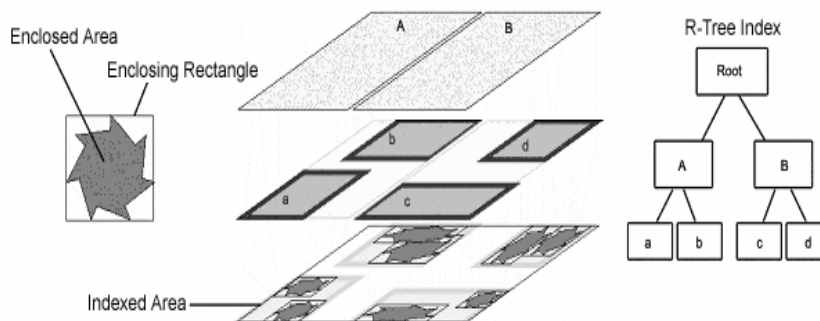 Enclosed Area
Enclosing Rectangle
A
B
b
d
a
c
Indexed Area
R-Tree Index
Root
A
B
a
b
c
d